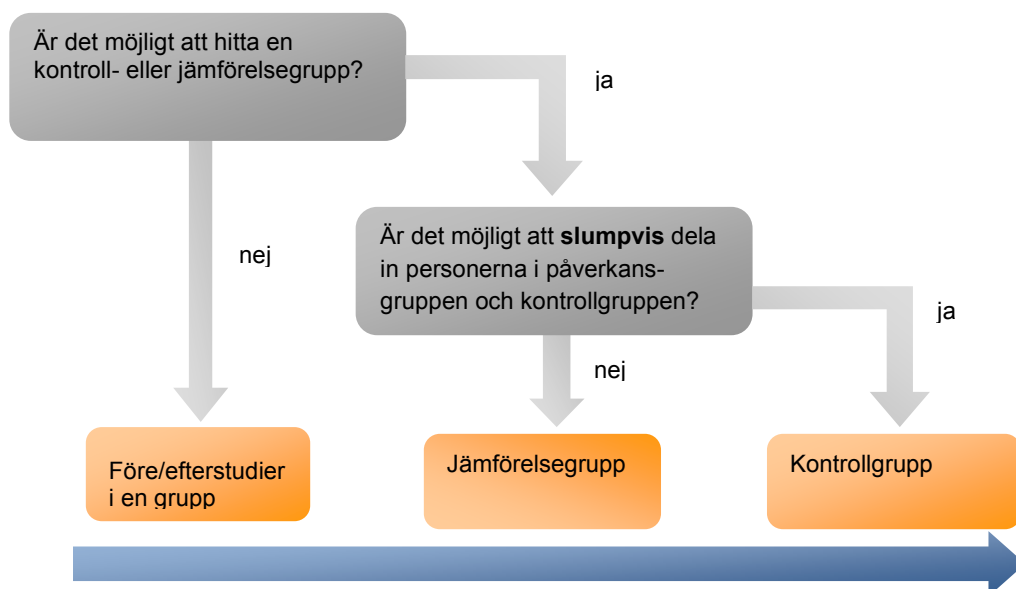 Är det möjligt att hitta en
kontroll- eller jämförelsegrupp?
ja
nej
Är det möjligt att slumpvis dela
in personerna i påverkans-
gruppen och kontrollgruppen?
ja
nej
Före/efterstudier
i en grupp
Jämförelsegrupp
Kontrollgrupp